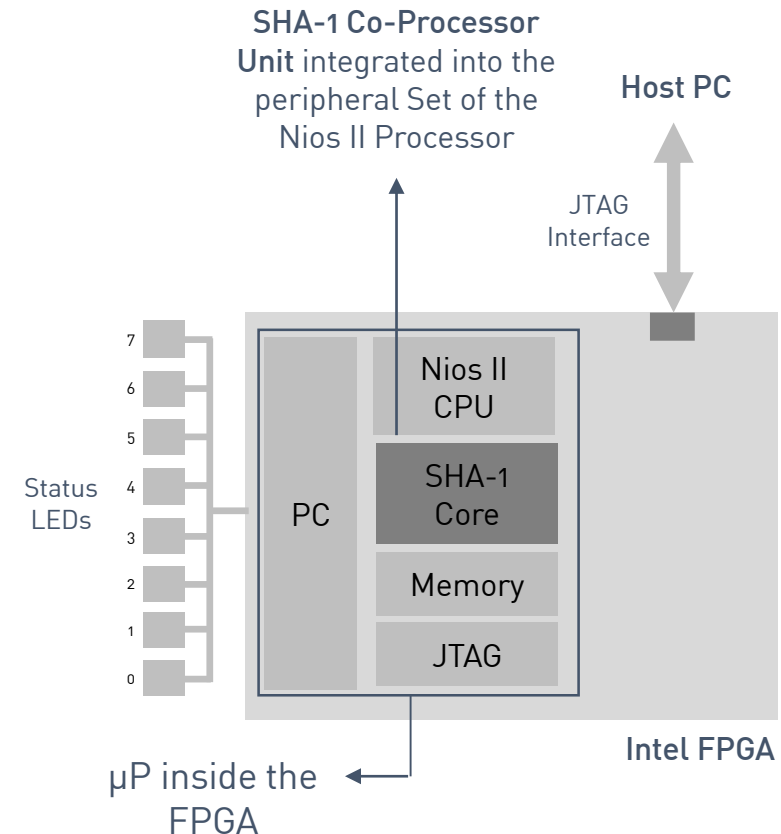 SHA-1 Co-Processor
Unit integrated into the
peripheral Set of the
Nios II Processor
Host PC
JTAG
Interface
7
6
5
4
3
2
1
0
Status
LEDs
PC
Nios II
CPU
SHA-1
Core
Memory
JTAG
Intel FPGA
µP inside the
FPGA